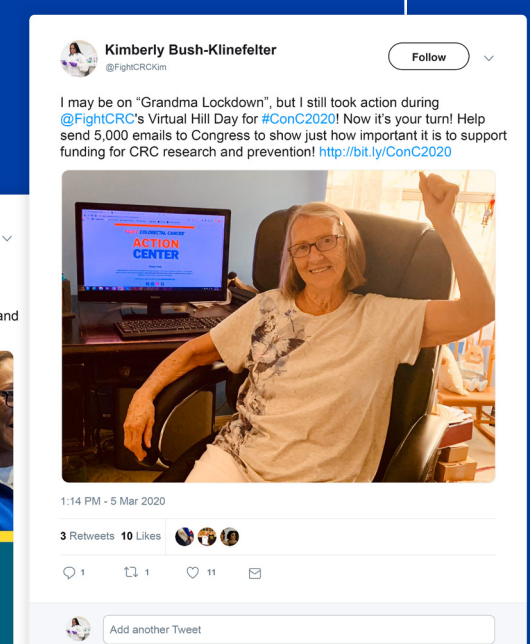 Kimberly Bush-Klinefelter
@FightCRCKim
Follow
I may be on “Grandma Lockdown”, but I still took action during
@FightCRC's Virtual Hill Day for #ConC2020! Now it's your turn! Help
send 5,000 emails to Congress to show just how important it is to support
funding for CRC research and prevention! http://bit.ly/ConC2020
and
COLORECTAL CANCER
ACTION
CENTER
1:14 PM - 5 Mar 2020
3 Retweets 10 Likes
1 1 11
Add another Tweet